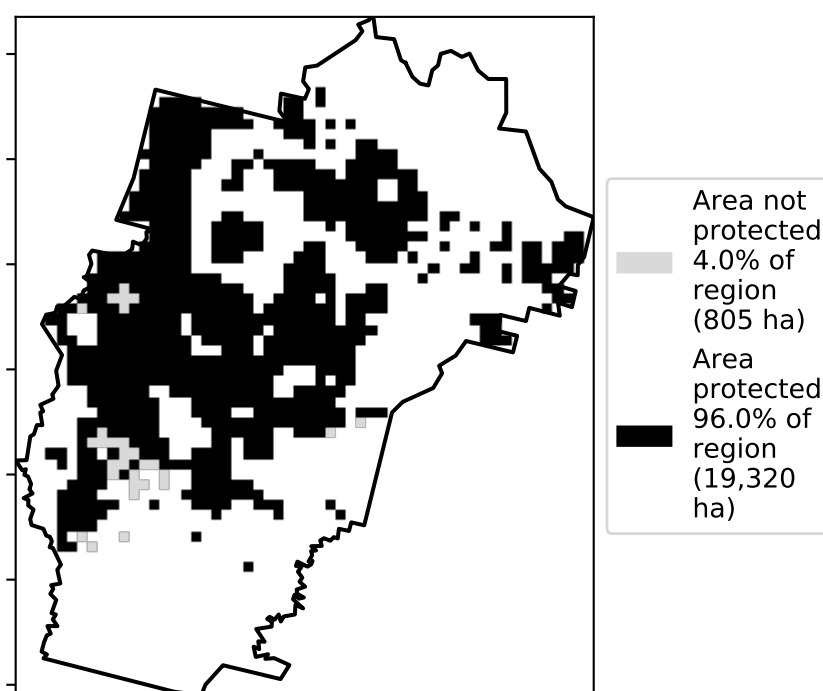 Area not
protected
4.0% of
region
(805 ha)
Area
protected
96.0% of
region
(19,320
ha)